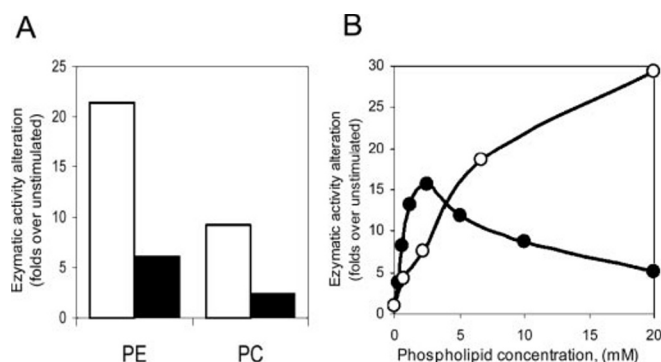 A
Ezymatic activity alteration
(folds over unstimulated)
25
20
15
10
5
0
PE
PC
B
Ezymatic activity alteration
(folds over unstimulated)
30
25
20
15
10
5
0
0
5
10
15
20
Phospholipid concentration, (mM)